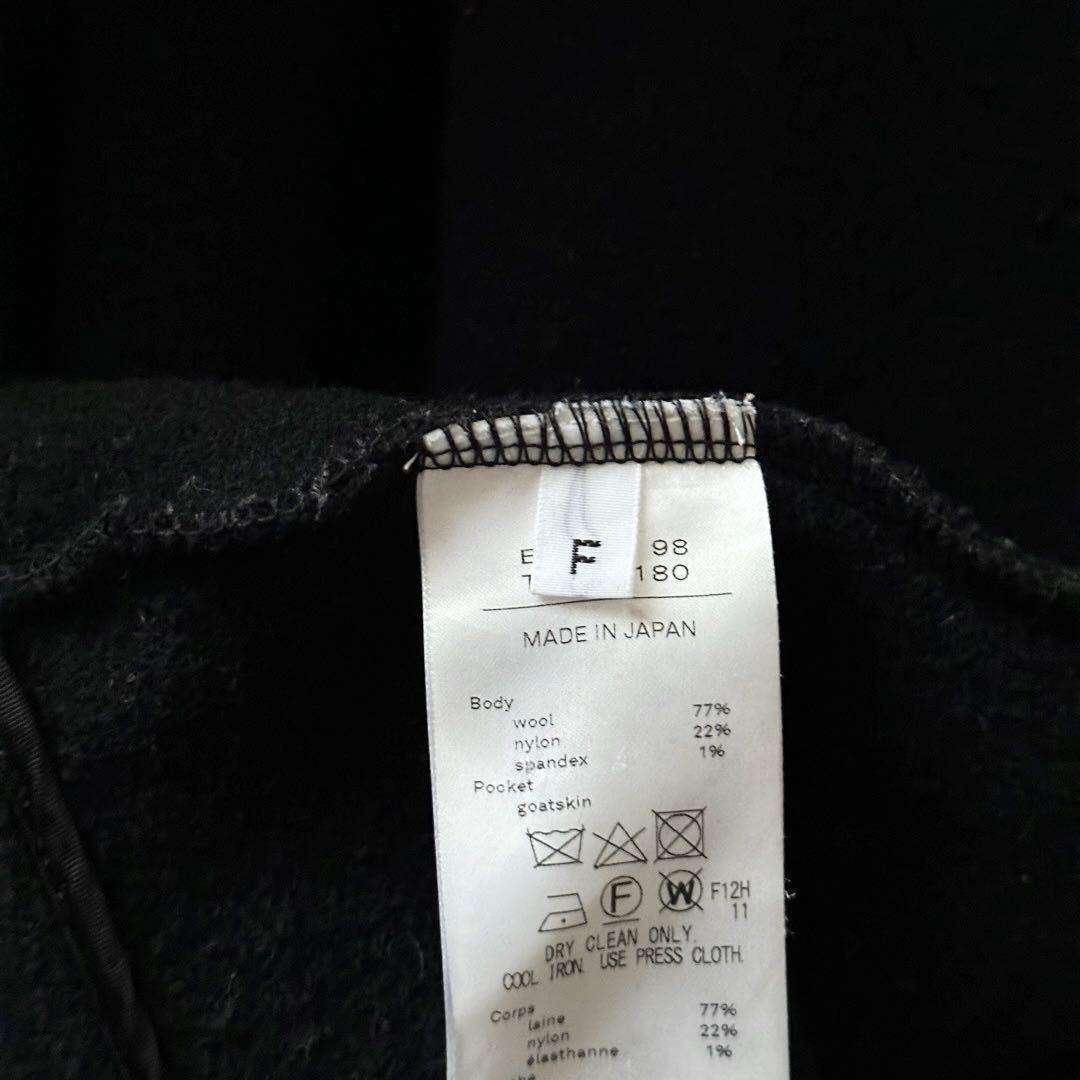 F
98
180
MADE IN JAPAN
Body
wool 77%
nylon 22%
spandex 1%
Pocket
goatskin
F W F12H
11
DRY CLEAN ONLY.
COOL IRON. USE PRESS CLOTH.
Corps
laine 77%
nylon 22%
élasthanne 1%